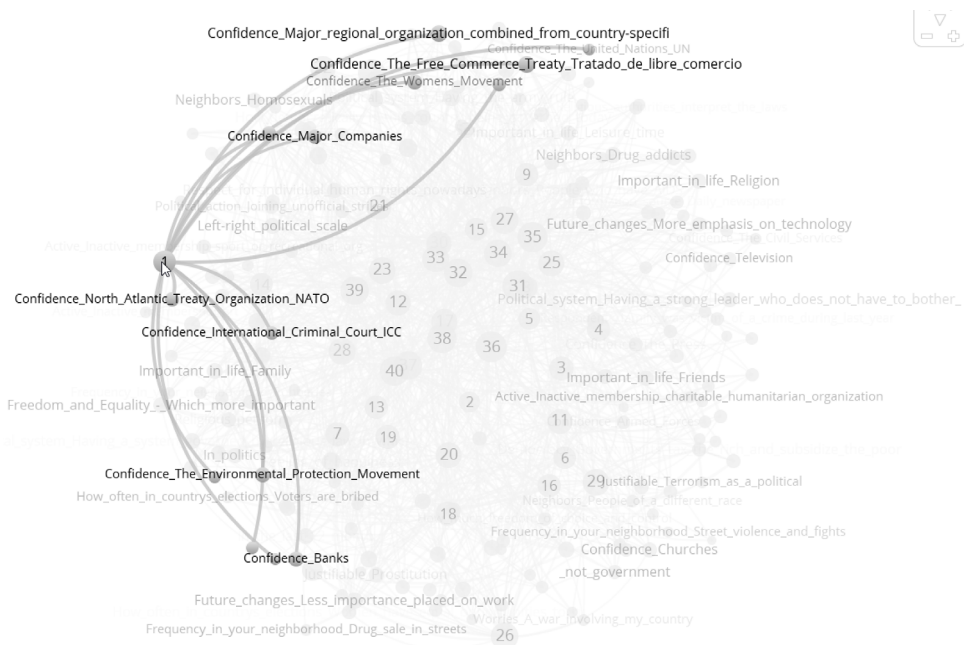 Confidence_Major_regional_organization_combined_from_country-specifi
Confidence_The_United_Nations_UN
Confidence_The_Free_Commerce_Treaty_Tratado_de_libre_comercio
Confidence_The_Womens_Movement
Neighbors_Homosexuals
Confidence_Major_Companies
Important_in_life_Leisure_time
Neighbors_Drug_addicts
9
Important_in_life_Religion
21
Left-right_political_scale
27
Future_changes_More_emphasis_on_technology
15
35
34
Confidence_Television
33
25
1
23
32
31
39
12
Confidence_North_Atlantic_Treaty_Organization_NATO
Political_system_Having_a_strong_leader_who_does_not_have_to_bother_
5
4
Confidence_International_Criminal_Court_ICC
38
36
28
3
Important_in_life_Family
40
Important_in_life_Friends
Active_Inactive_membership_charitable_humanitarian_organization
Freedom_and_Equality_-_Which_more_important
13
2
11
7
19
In_politics
20
6
Confidence_The_Environmental_Protection_Movement
16
29
Justifiable_Terrorism_as_a_political
How_often_in_countrys_elections_Voters_are_bribed
Neighbors_People_of_a_different_race
18
Frequency_in_your_neighborhood_Street_violence_and_fights
Confidence_Churches
Confidence_Banks
Justifiable_Prostitution
_not_government
Future_changes_Less_importance_placed_on_work
Worries_A_war_involving_my_country
Frequency_in_your_neighborhood_Drug_sale_in_streets
26